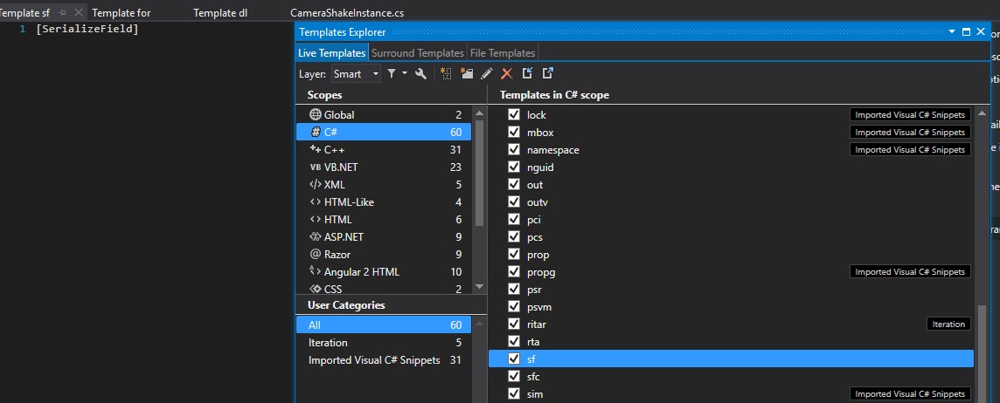 Template sf
Template for
Template dl
CameraShakeInstance.cs
1 [SerializeField]
Templates Explorer
Live Templates
Surround Templates
File Templates
Layer: Smart
Scopes
Global 2
C# 60
C++ 31
VB VB.NET 23
XML 5
HTML-Like 4
HTML 6
ASP.NET 9
@ Razor 9
Angular 2 HTML 10
CSS 2
User Categories
All 60
Iteration 5
Imported Visual C# Snippets 31
Templates in C# scope
lock Imported Visual C# Snippets
mbox Imported Visual C# Snippets
namespace Imported Visual C# Snippets
nguid
out
outv
pci
pcs
prop
propg Imported Visual C# Snippets
psr
psvm
ritar Iteration
rta
sf
sfc
sim Imported Visual C# Snippets